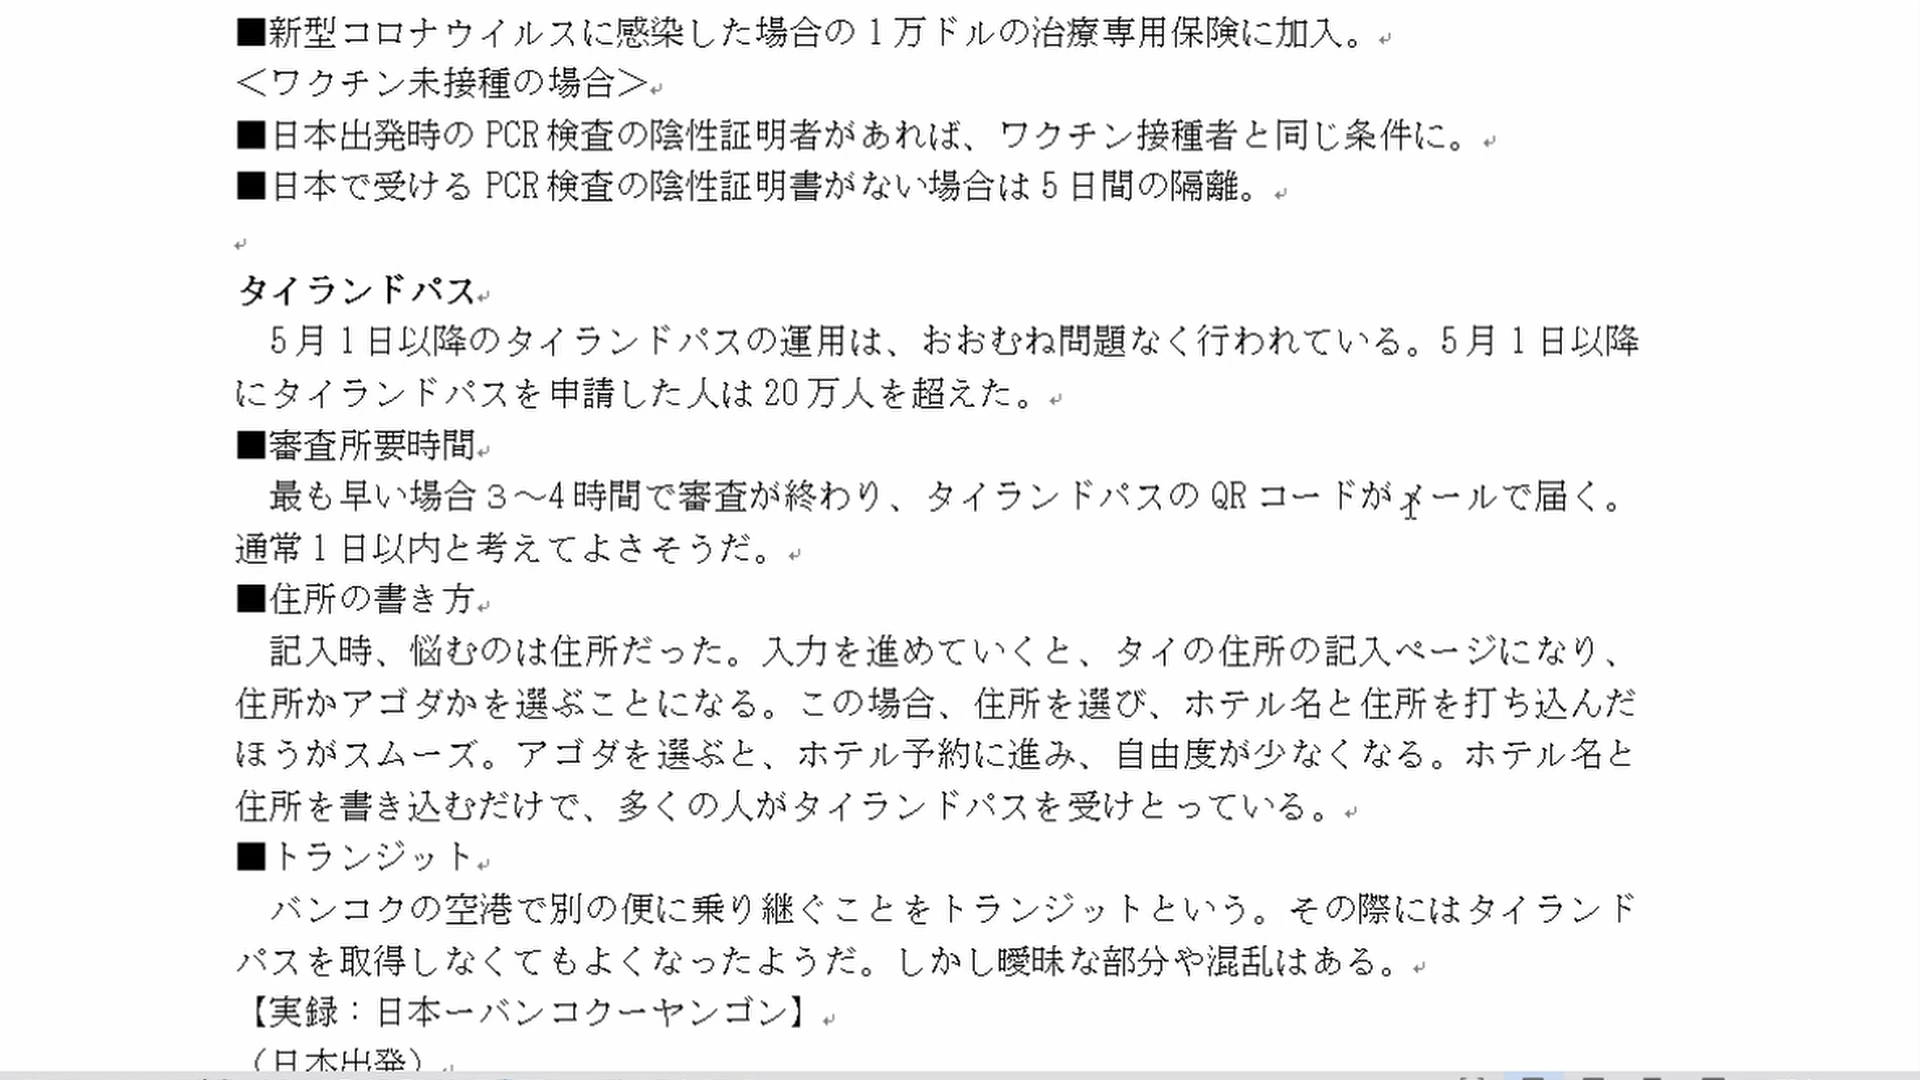 ■新型コロナウイルスに感染した場合の1万ドルの治療専用保険に加入。
＜ワクチン未接種の場合＞
■日本出発時のPCR検査の陰性証明者があれば、ワクチン接種者と同じ条件に。
■日本で受けるPCR検査の陰性証明書がない場合は5日間の隔離。
タイランドパス
5月1日以降のタイランドパスの運用は、おおむね問題なく行われている。5月1日以降
にタイランドパスを申請した人は20万人を超えた。
■審査所要時間
最も早い場合３～4時間で審査が終わり、タイランドパスのQRコードがメールで届く。
通常1日以内と考えてよさそうだ。
■住所の書き方
記入時、悩むのは住所だった。入力を進めていくと、タイの住所の記入ページになり、
住所かアゴダかを選ぶことになる。この場合、住所を選び、ホテル名と住所を打ち込んだ
ほうがスムーズ。アゴダを選ぶと、ホテル予約に進み、自由度が少なくなる。ホテル名と
住所を書き込むだけで、多くの人がタイランドパスを受けとっている。
■トランジット
バンコクの空港で別の便に乗り継ぐことをトランジットという。その際にはタイランド
パスを取得しなくてもよくなったようだ。しかし曖昧な部分や混乱はある。
【実録：日本ーバンコクーヤンゴン】
（日本出発）